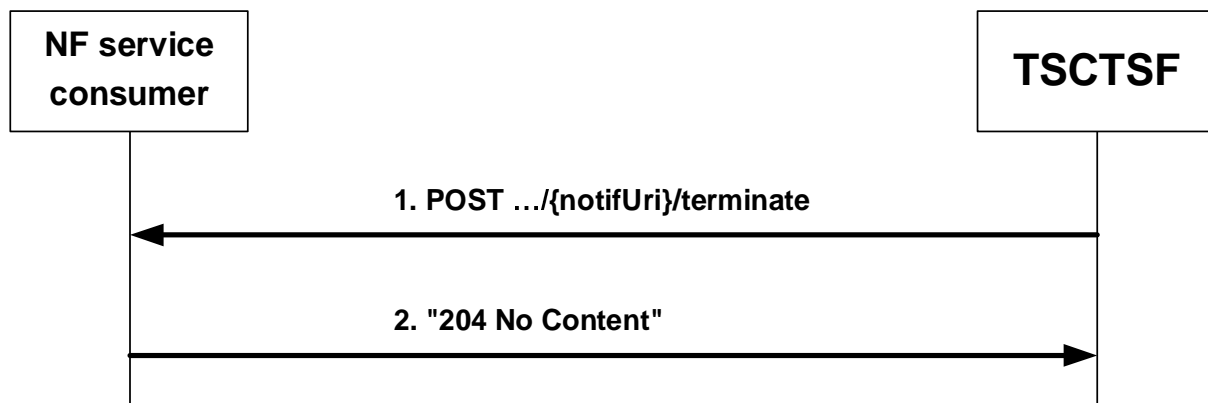 NF service
consumer
TSCTSF
1. POST …/{notifUri}/terminate
2. "204 No Content"